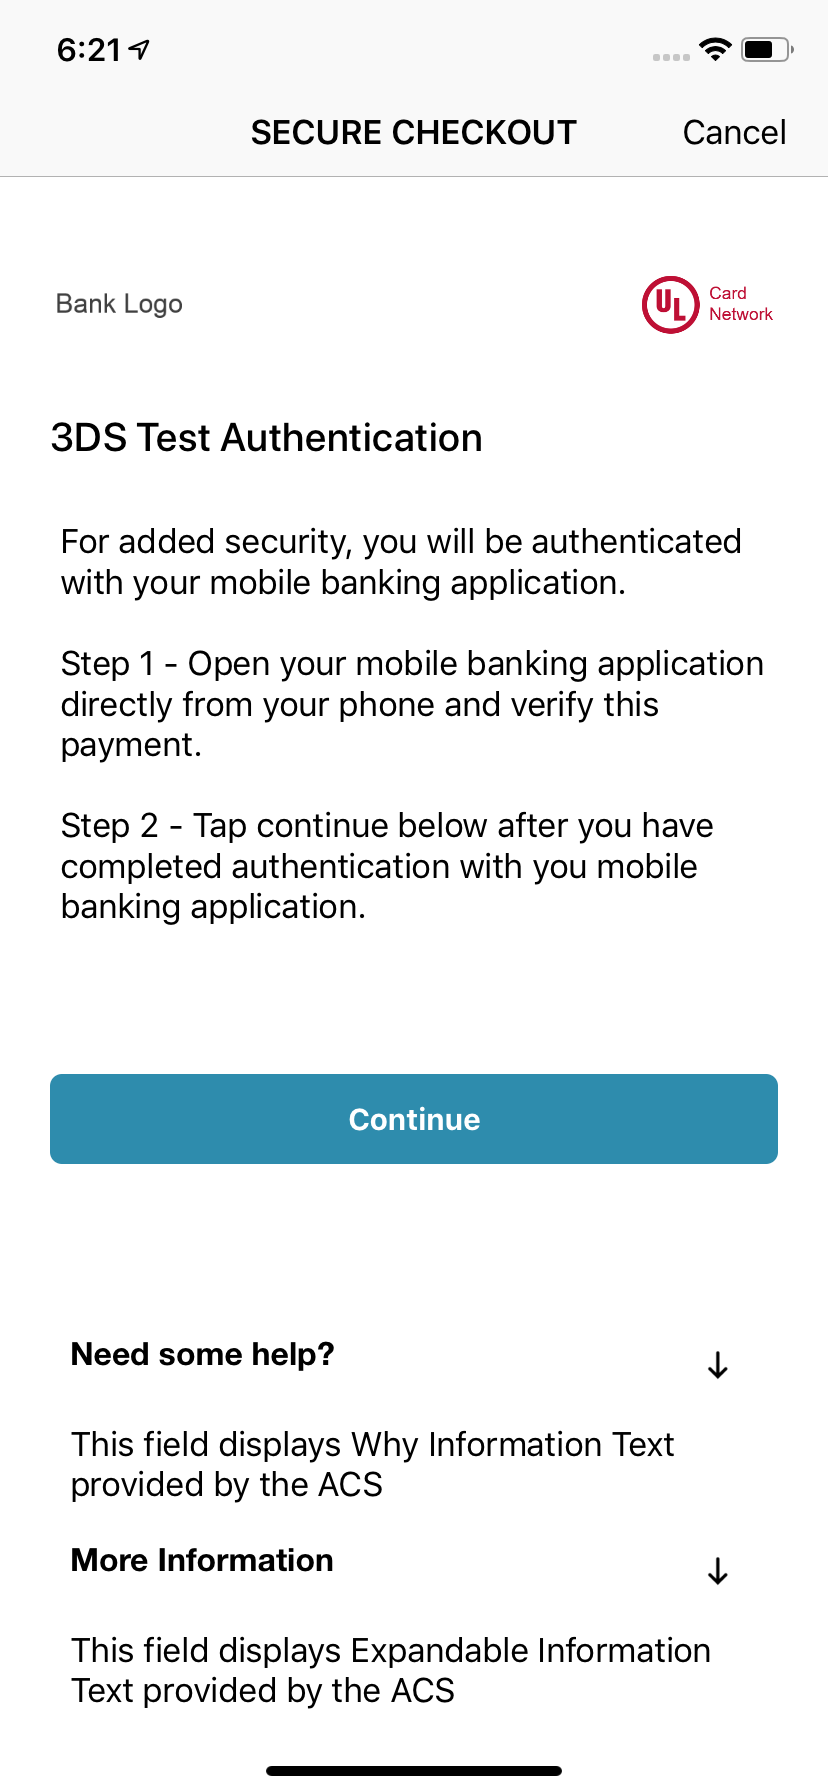 6:21
SECURE CHECKOUT
Cancel
Bank Logo
UL
Card
Network
3DS Test Authentication
For added security, you will be authenticated
with your mobile banking application.
Step 1 - Open your mobile banking application
directly from your phone and verify this
payment.
Step 2 - Tap continue below after you have
completed authentication with you mobile
banking application.
Continue
Need some help?
This field displays Why Information Text
provided by the ACS
More Information
This field displays Expandable Information
Text provided by the ACS